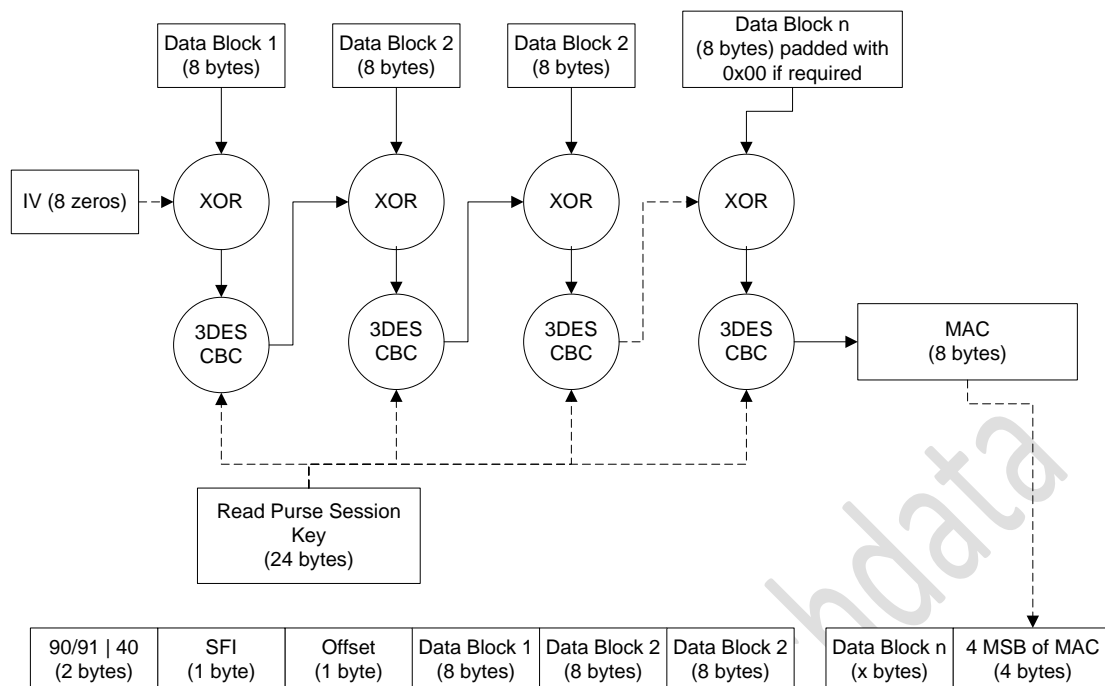 Data Block 1
(8 bytes)
Data Block 2
(8 bytes)
Data Block 2
(8 bytes)
Data Block n
(8 bytes) padded with
0x00 if required
IV (8 zeros)
XOR
XOR
XOR
XOR
3DES
CBC
3DES
CBC
3DES
CBC
3DES
CBC
MAC
(8 bytes)
Read Purse Session
Key
(24 bytes)
90/91 | 40
(2 bytes)
SFI
(1 byte)
Offset
(1 byte)
Data Block 1
(8 bytes)
Data Block 2
(8 bytes)
Data Block 2
(8 bytes)
Data Block n
(x bytes)
4 MSB of MAC
(4 bytes)
hdata